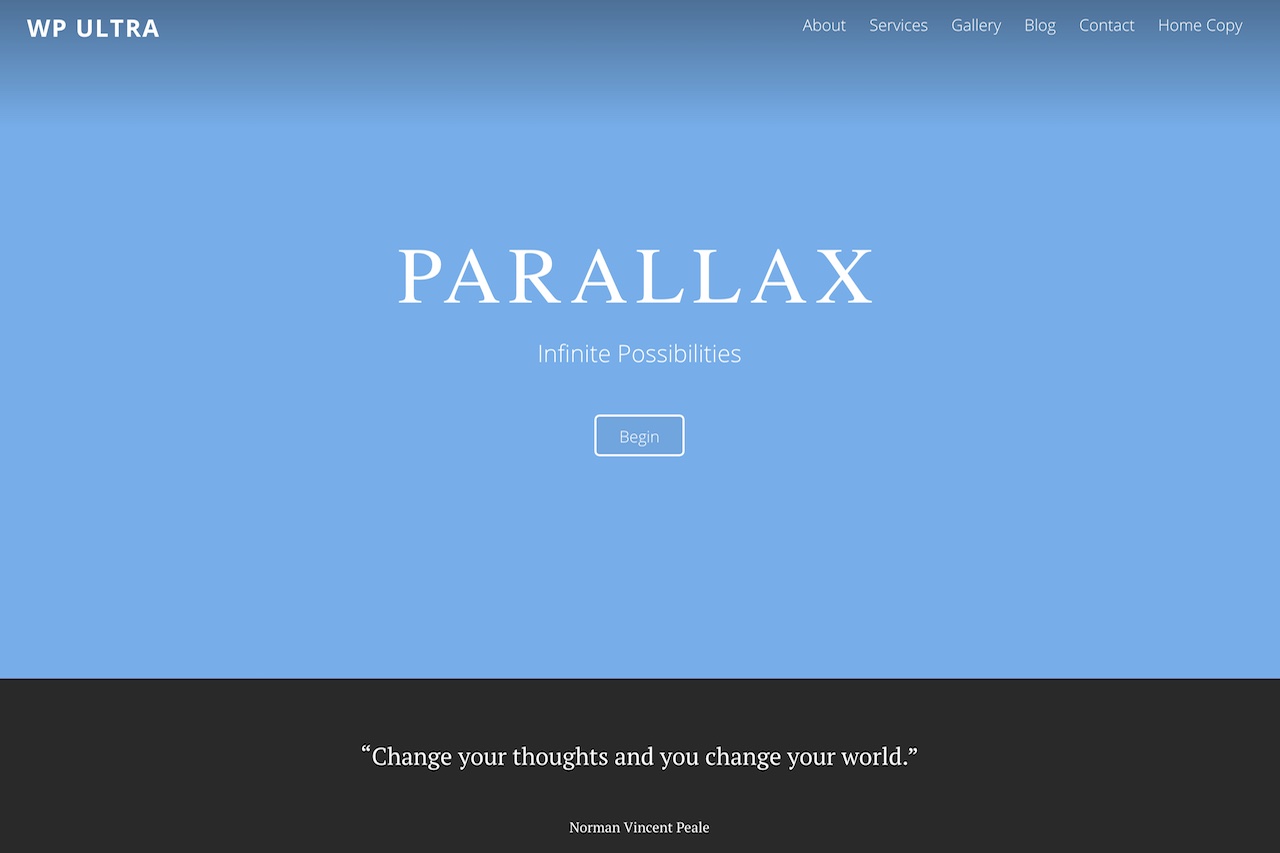 WP ULTRA
About Services Gallery Blog Contact Home Copy
PARALLAX
Infinite Possibilities
Begin
“Change your thoughts and you change your world.”
Norman Vincent Peale